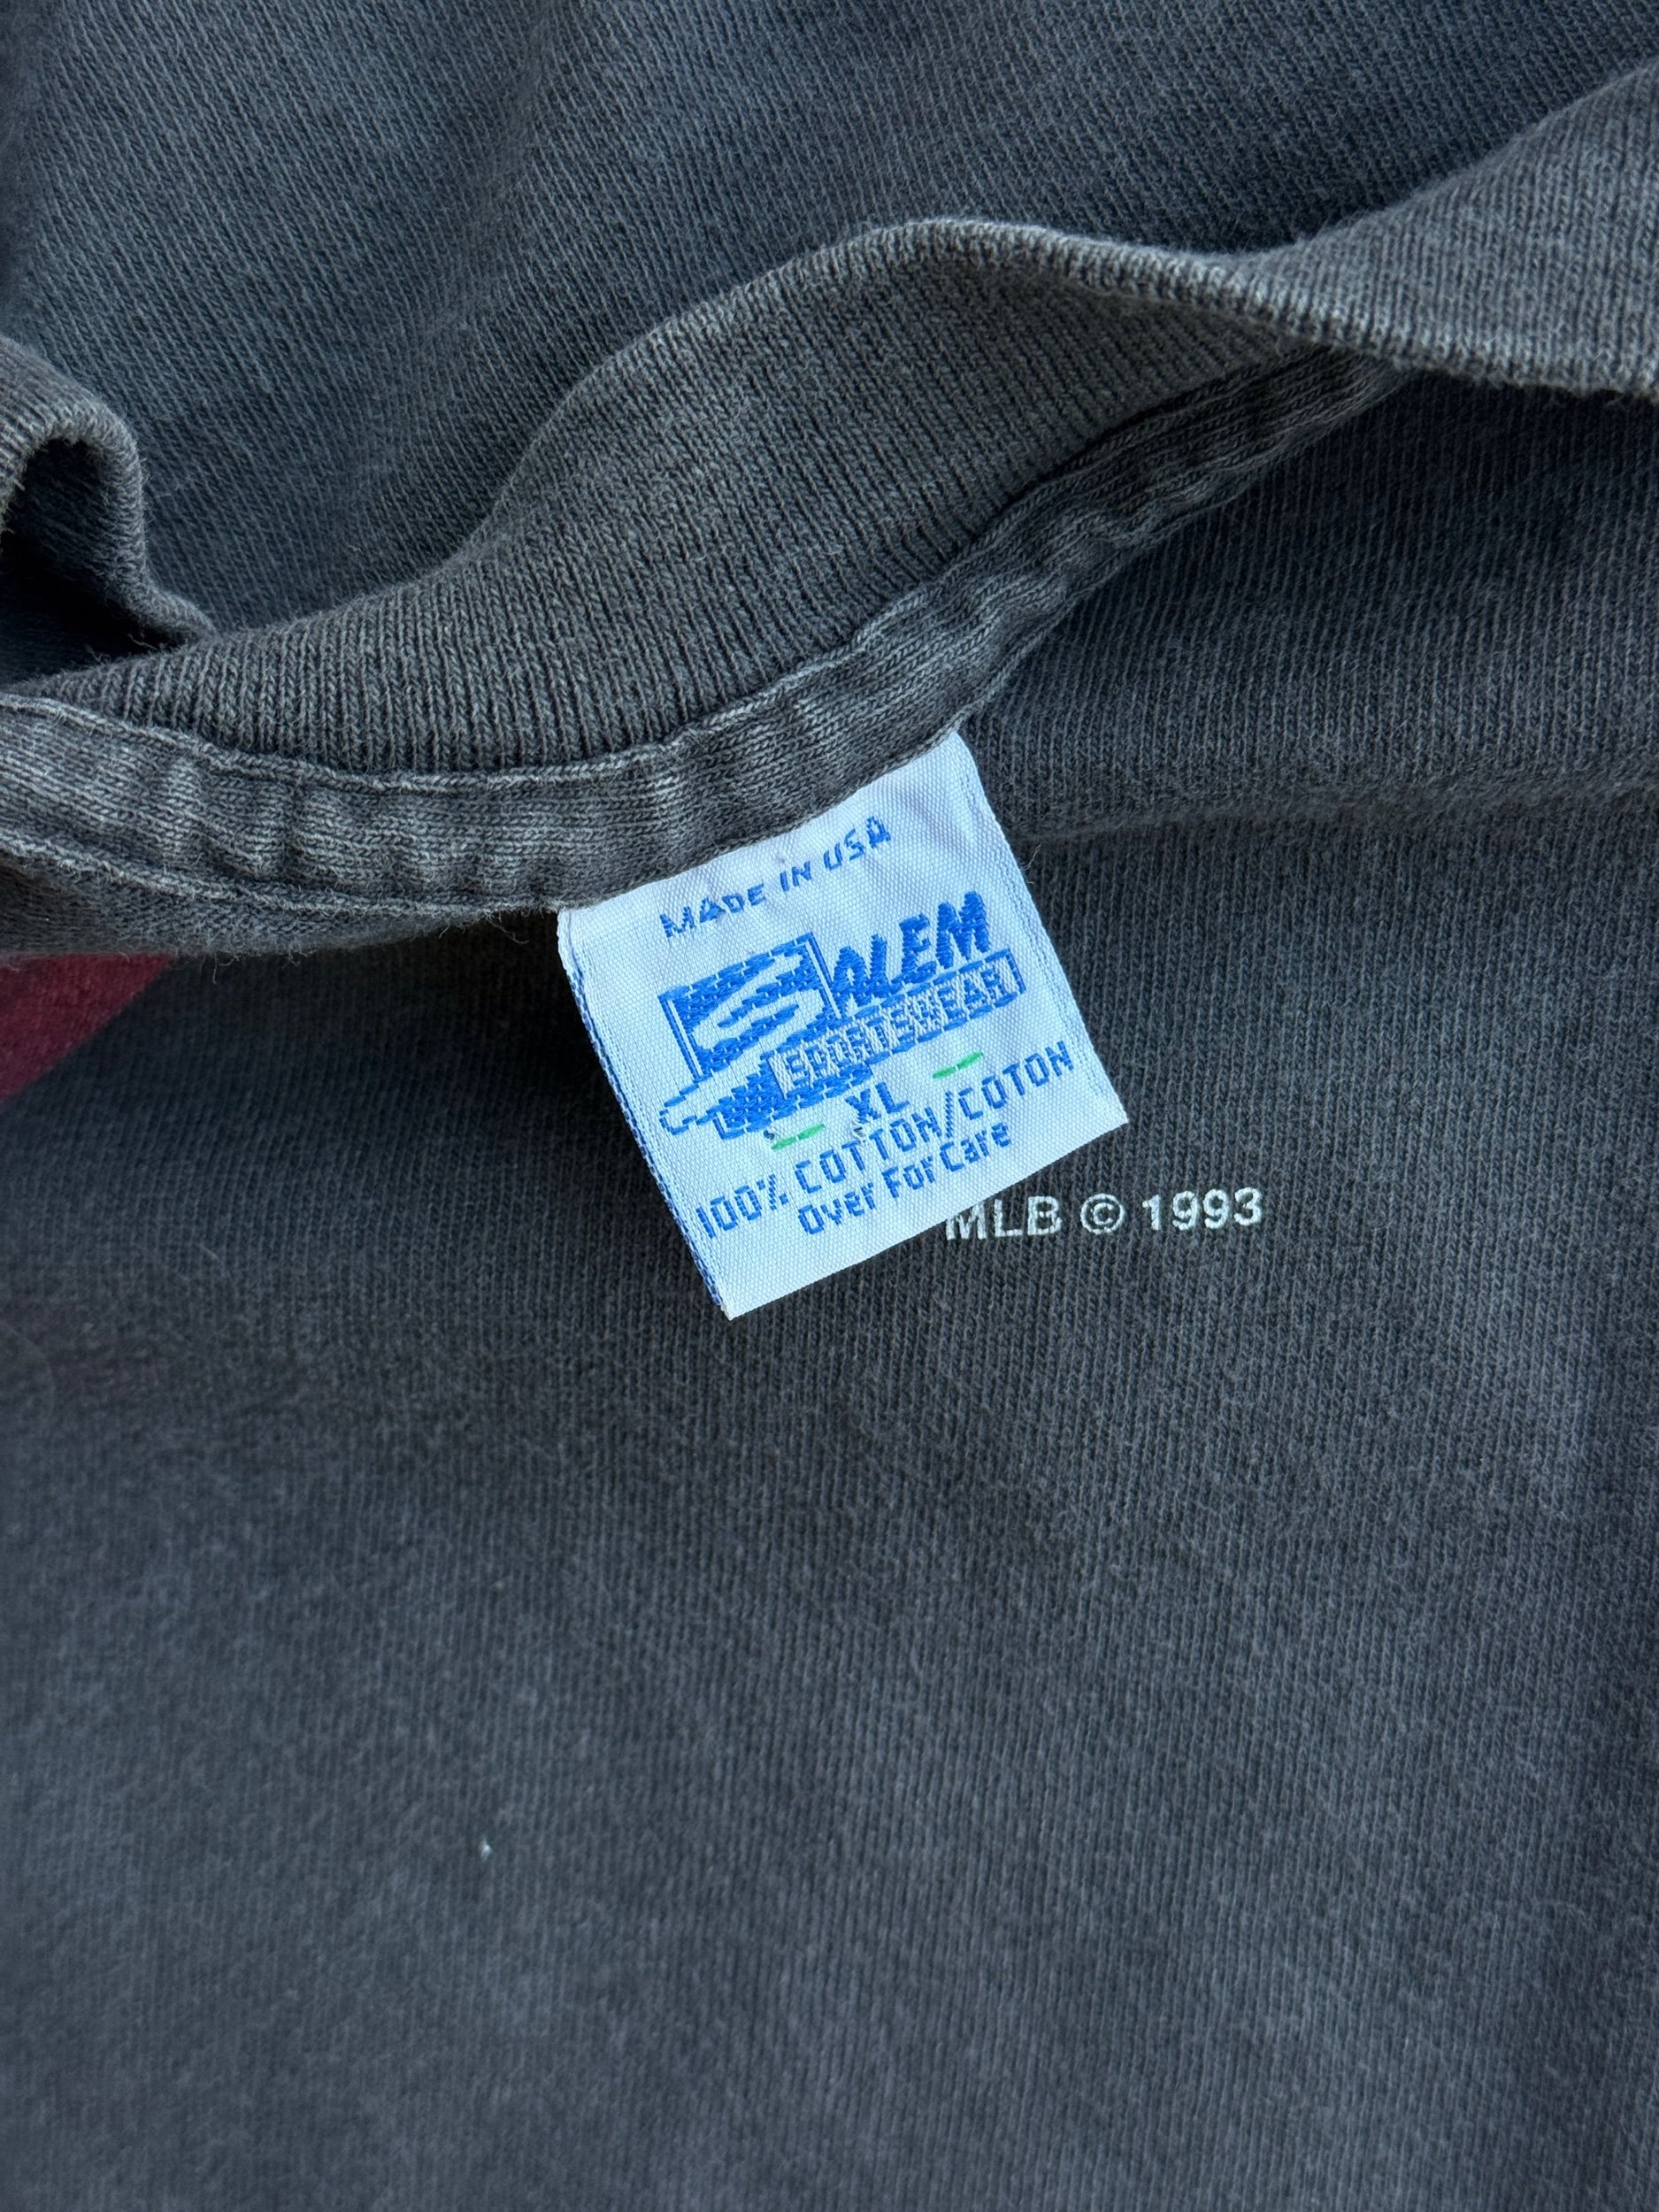 MADE IN USA
SALEM
SPORTSWEAR
XL
100% COTTON/COTON
Over For Care
MLB © 1993